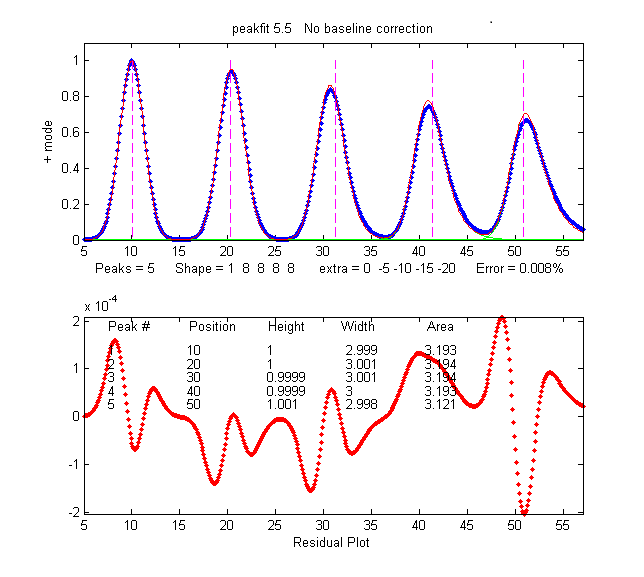 peakfit 5.5 No baseline correction
+ mode
1
0.8
0.6
0.4
0.2
0
5 10 15 20 25 30 35 40 45 50 55
Peaks = 5 Shape = 1 8 8 8 8 extra = 0 -5 -10 -15 -20 Error = 0.008%
x 10^-4
Peak # Position Height Width Area
1 10 1 2.999 3.193
2 20 1 3.001 3.194
3 30 0.9999 3.001 3.194
4 40 0.9999 3 3.193
5 50 1.001 2.998 3.121
2
1
0
-1
-2
5 10 15 20 25 30 35 40 45 50 55
Residual Plot